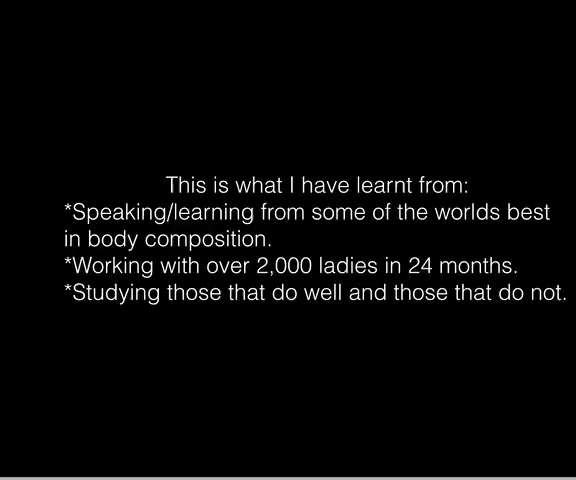 This is what I have learnt from:
*Speaking/learning from some of the worlds best
in body composition.
*Working with over 2,000 ladies in 24 months.
*Studying those that do well and those that do not.